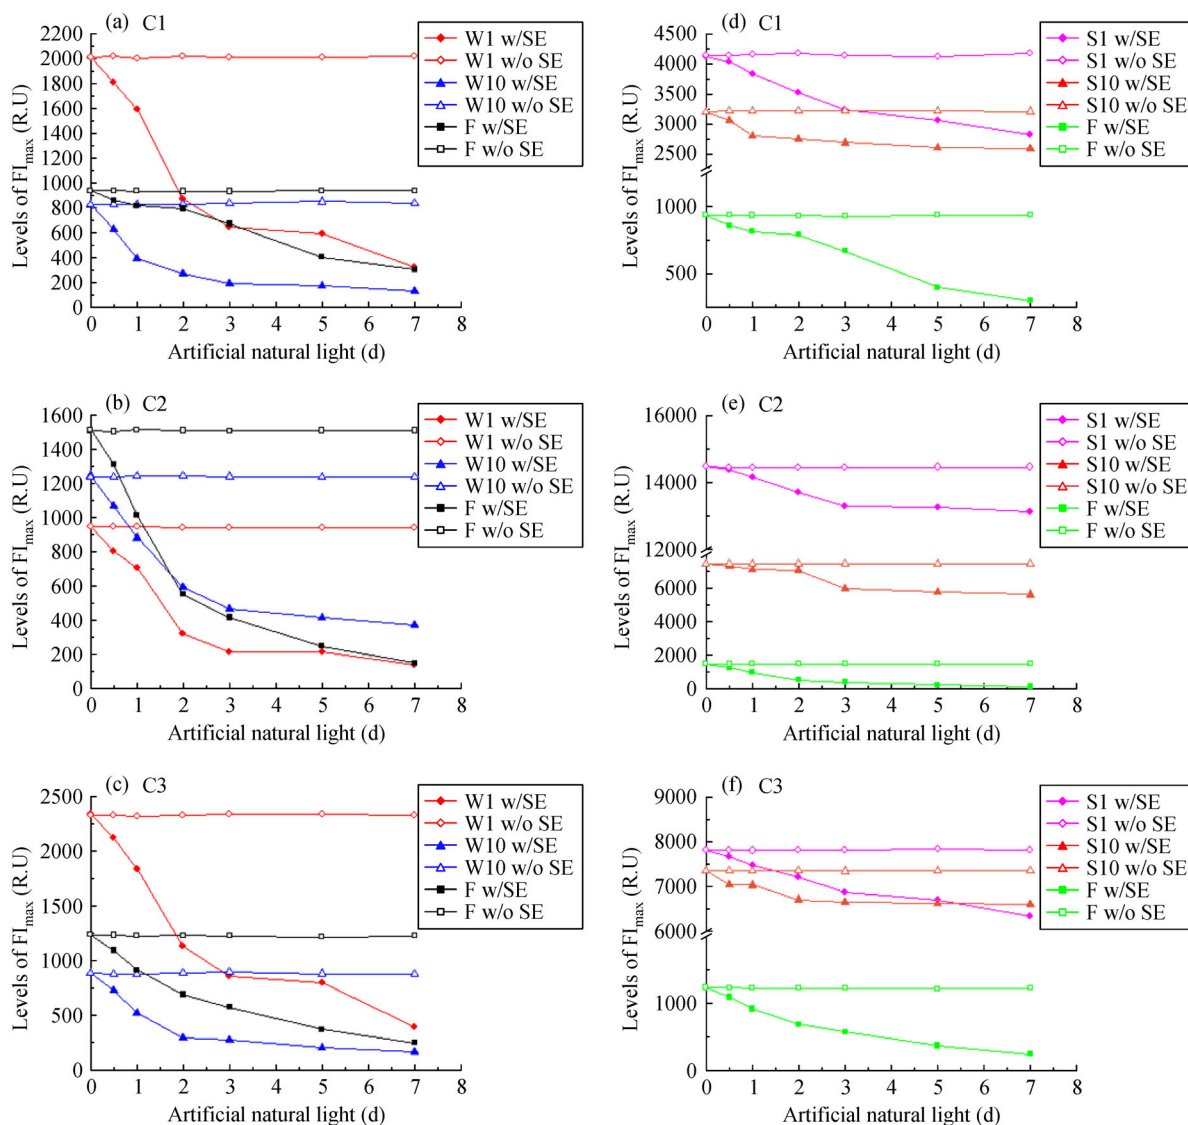 (a) C1
Levels of FImax (R.U)
2200
2000
1800
1600
1400
1200
1000
800
600
400
200
0
0 1 2 3 5 6 7 8
Artificial natural light (d)
W1 w/SE
W1 w/o SE
W10 w/SE
W10 w/o SE
F w/SE
F w/o SE
(d) C1
Levels of FImax (R.U)
4500
4150
3500
3250
3000
2500
1000
500
0 1 2 3 5 6 7 8
Artificial natural light (d)
S1 w/SE
S1 w/o SE
S10 w/SE
S10 w/o SE
F w/SE
F w/o SE
(b) C2
Levels of FImax (R.U)
1600
1400
1200
1000
800
600
400
200
0
0 1 2 3 5 6 7 8
Artificial natural light (d)
W1 w/SE
W1 w/o SE
W10 w/SE
W10 w/o SE
F w/SE
F w/o SE
(e) C2
Levels of FImax (R.U)
16000
14000
12000
6000
2000
0
0 1 2 3 5 6 7 8
Artificial natural light (d)
S1 w/SE
S1 w/o SE
S10 w/SE
S10 w/o SE
F w/SE
F w/o SE
(c) C3
Levels of FImax (R.U)
2500
2000
1500
1000
500
0
0 1 2 3 5 6 7 8
Artificial natural light (d)
W1 w/SE
W1 w/o SE
W10 w/SE
W10 w/o SE
F w/SE
F w/o SE
(f) C3
Levels of FImax (R.U)
9000
8000
7000
6000
1000
0
0 1 2 3 5 6 7 8
Artificial natural light (d)
S1 w/SE
S1 w/o SE
S10 w/SE
S10 w/o SE
F w/SE
F w/o SE